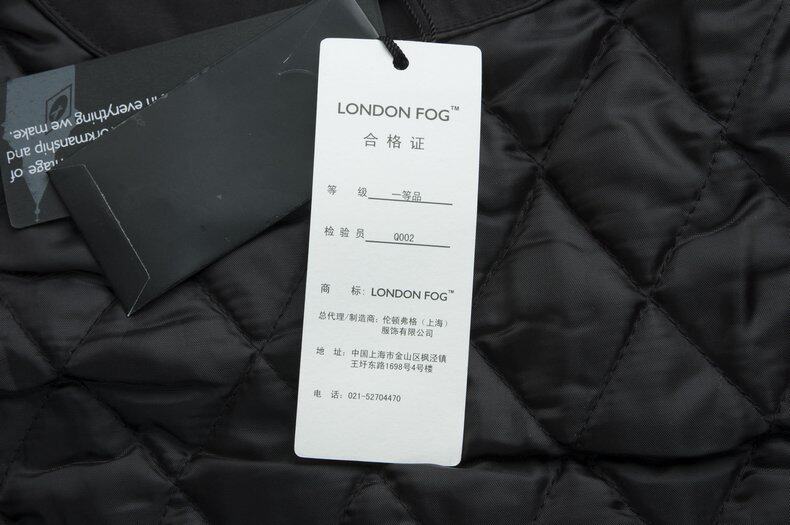 LONDON FOG™
合格证
等 级 一等品
检验员 Q002
商 标: LONDON FOG™
总代理/制造商: 伦顿弗格(上海)
服饰有限公司
地 址: 中国上海市金山区枫泾镇
王圩东路1698号4号楼
电 话: 021-52704470
of
and
in everything we make.